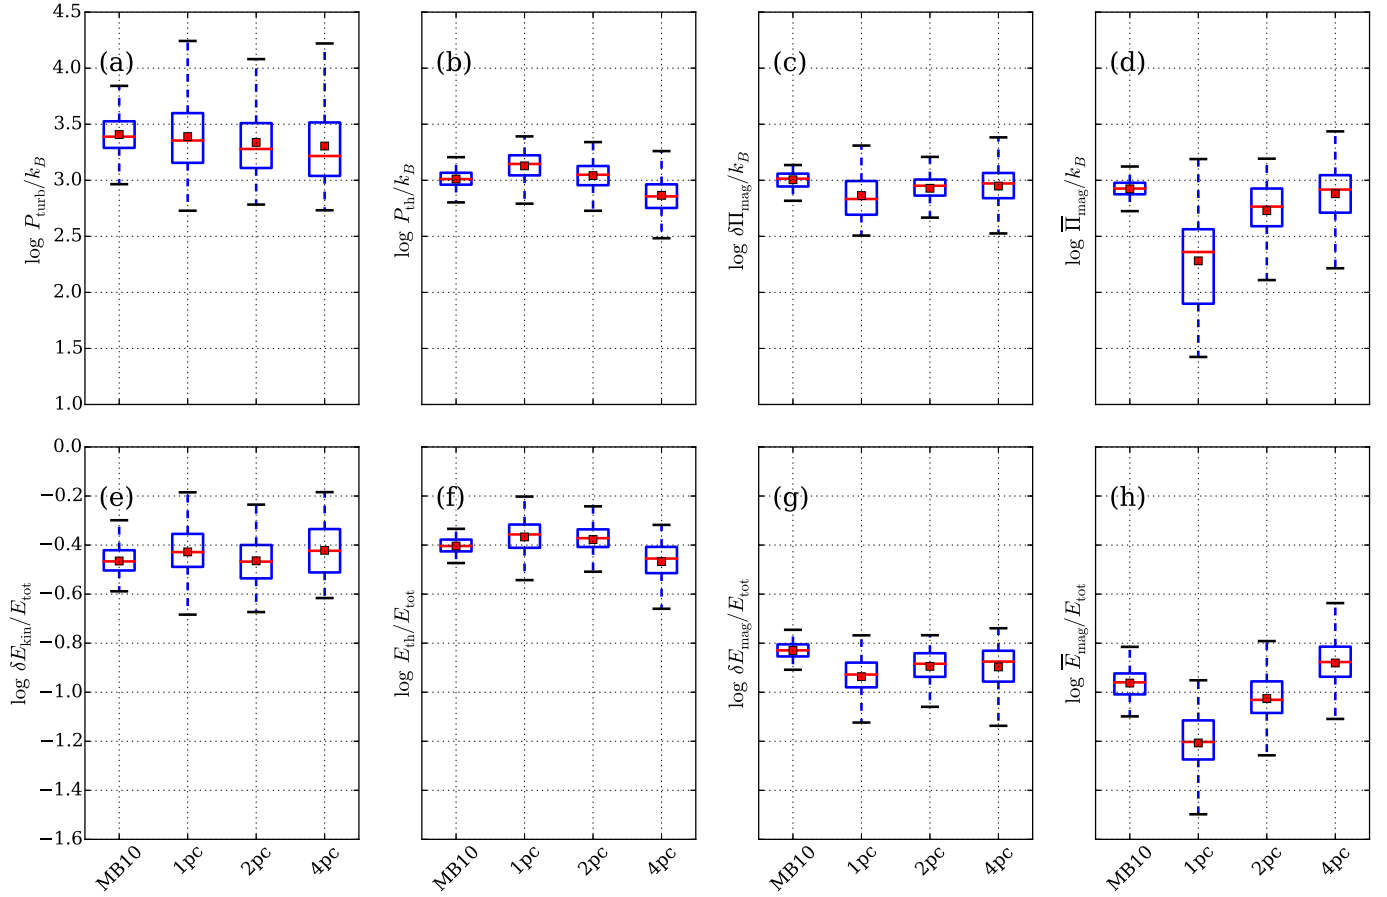 4.5
4.0
3.5
3.0
2.5
2.0
1.5
1.0
log P_turb/k_B
(a)
log P_th/k_B
(b)
log δΠ_mag/k_B
(c)
log Π̅_mag/k_B
(d)
0.0
−0.2
−0.4
−0.6
−0.8
−1.0
−1.2
−1.4
−1.6
log δE_kin/E_tot
(e)
log E_th/E_tot
(f)
log δE_mag/E_tot
(g)
log E̅_mag/E_tot
(h)
MB10 1pc 2pc 4pc
MB10 1pc 2pc 4pc
MB10 1pc 2pc 4pc
MB10 1pc 2pc 4pc